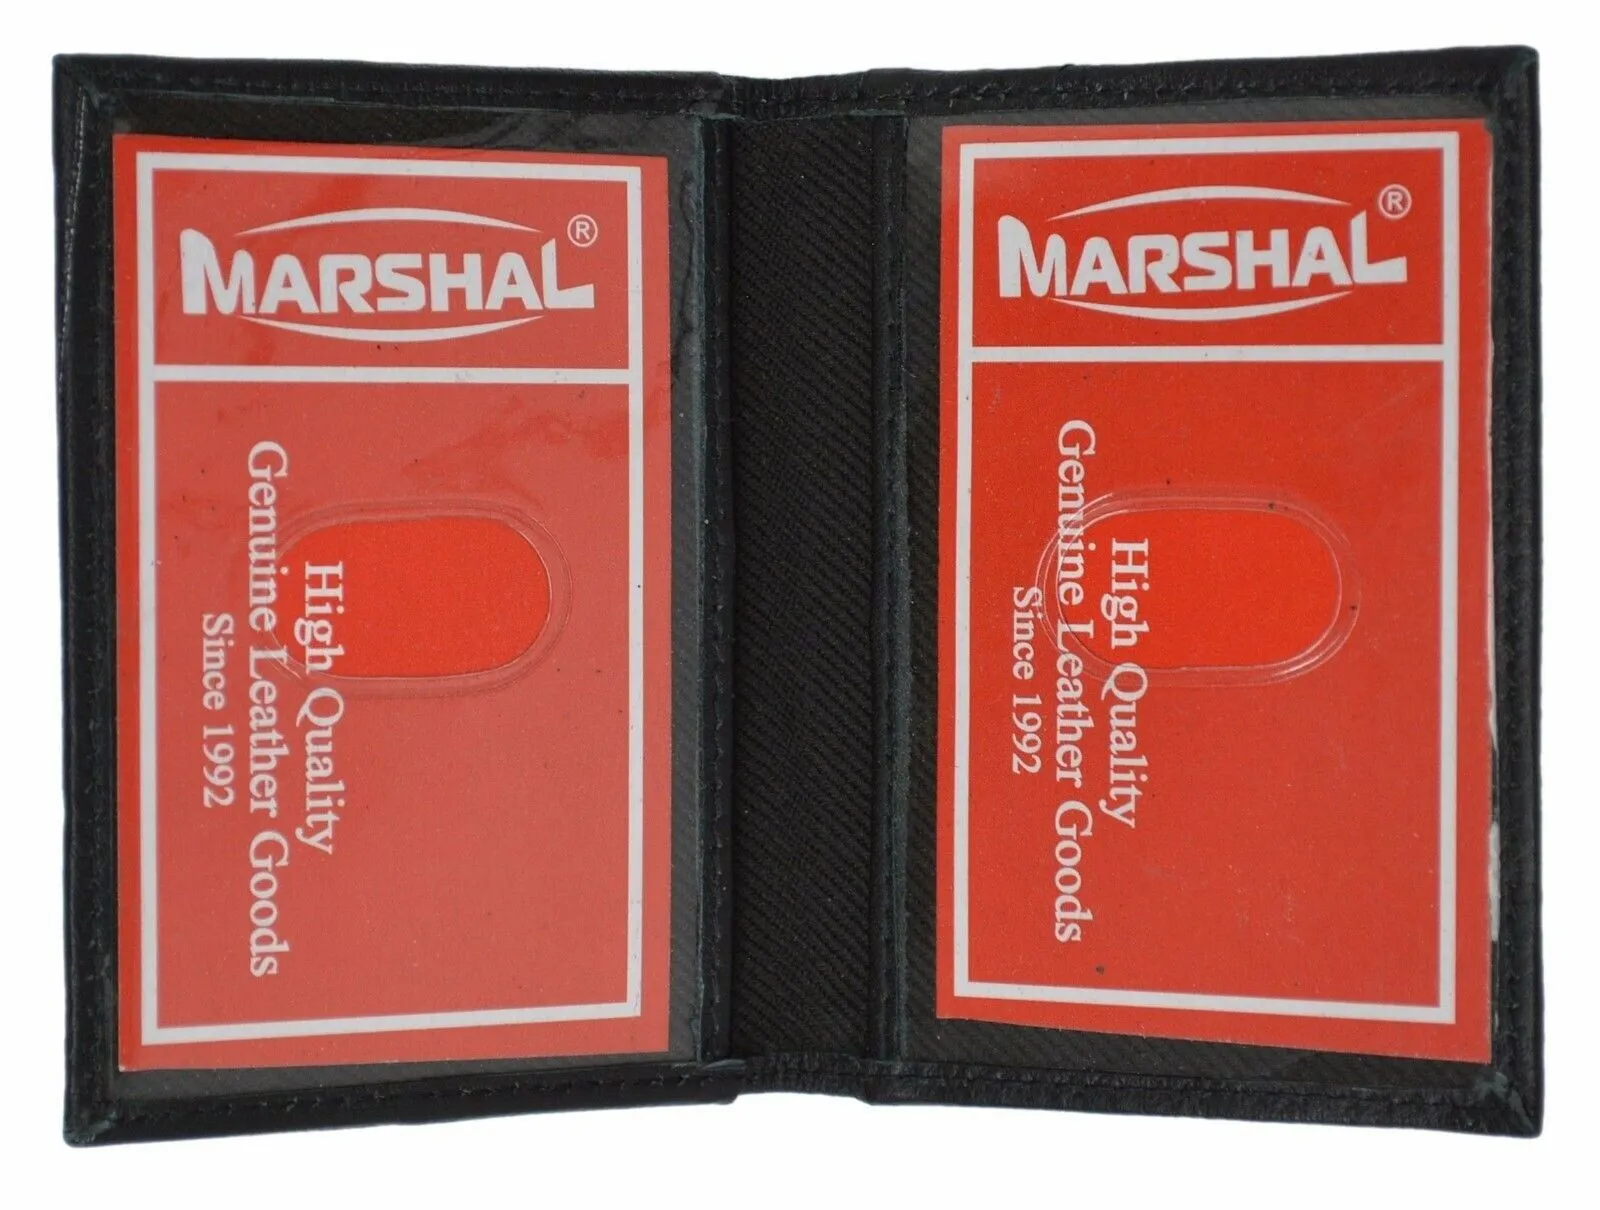 MARSHAL®
High Quality
Genuine Leather Goods
Since 1992
MARSHAL®
High Quality
Genuine Leather Goods
Since 1992